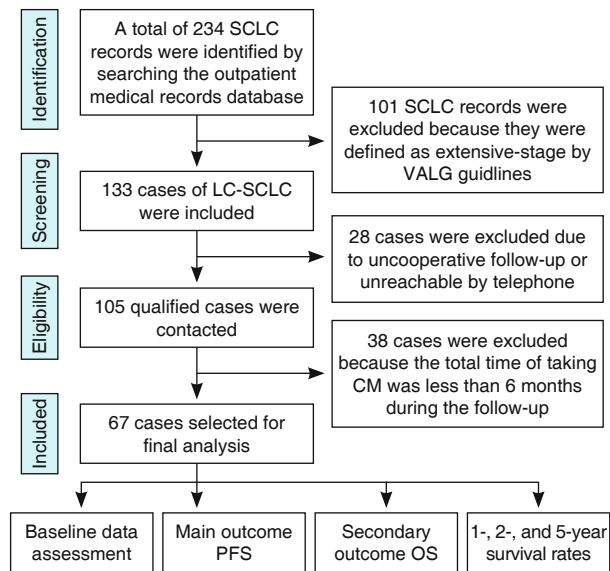 Identification
A total of 234 SCLC
records were identified by
searching the outpatient
medical records database
101 SCLC records were
excluded because they were
defined as extensive-stage by
VALG guidlines
Screening
133 cases of LC-SCLC
were included
28 cases were excluded due
to uncooperative follow-up or
unreachable by telephone
Eligibility
105 qualified cases were
contacted
38 cases were excluded
because the total time of taking
CM was less than 6 months
during the follow-up
Included
67 cases selected for
final analysis
Baseline data
assessment
Main outcome
PFS
Secondary
outcome OS
1-, 2-, and 5-year
survival rates